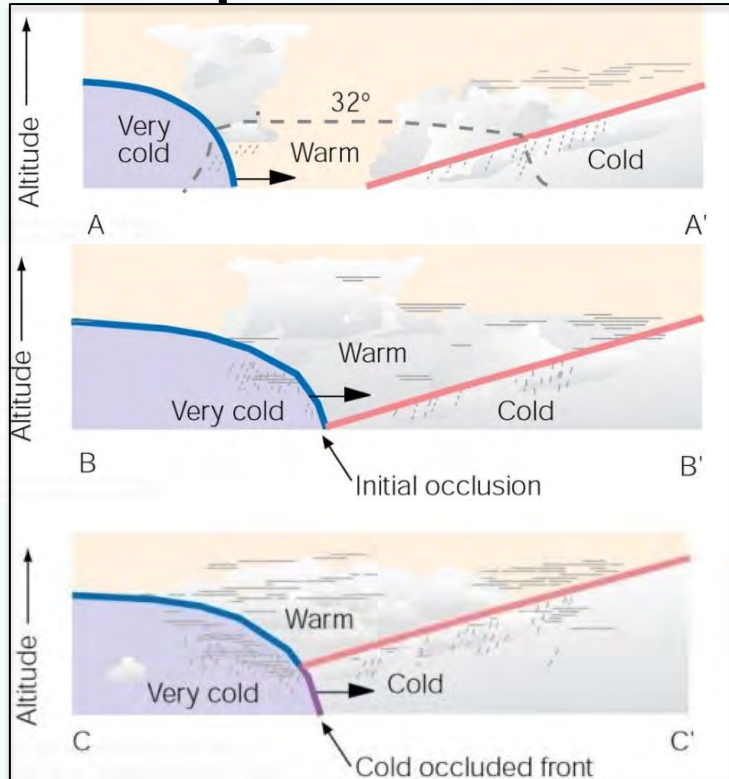 Altitude
Very
cold
32°
Warm
Cold
A
A'
Altitude
Warm
Very cold
Cold
B
B'
Initial occlusion
Altitude
Warm
Very cold
Cold
C
C'
Cold occluded front